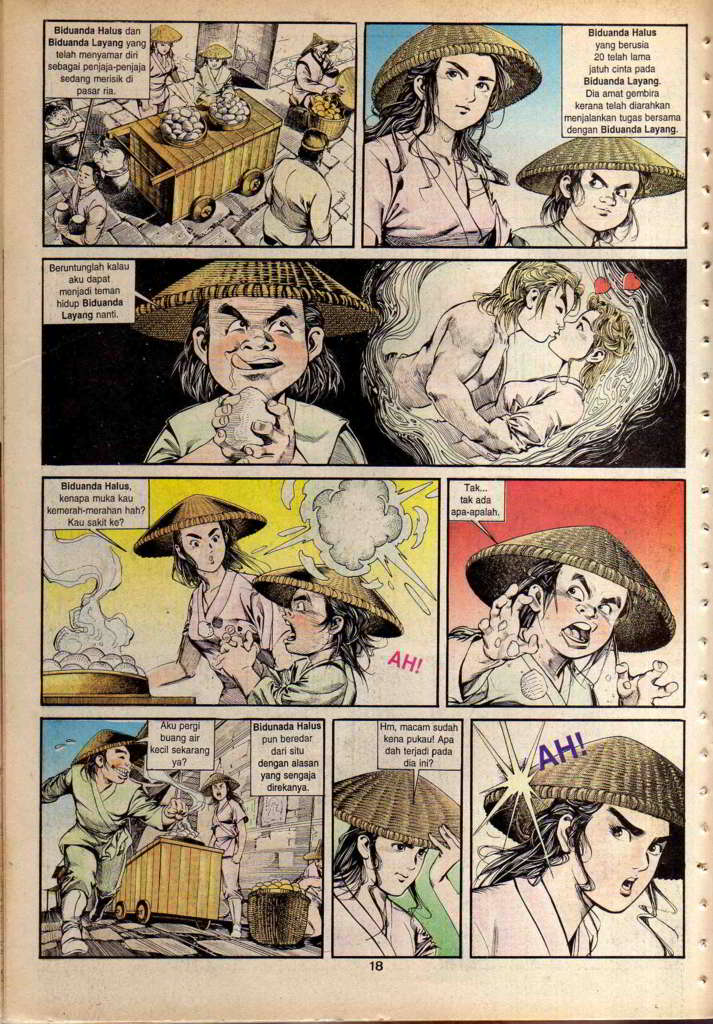 Biduanda Halus dan
Biduanda Layang yang
telah menyamar diri
sebagai penjaja-penjaja
sedang merisik di
pasar ria.
Biduanda Halus
yang berusia
20 telah lama
jatuh cinta pada
Biduanda Layang.
Dia amat gembira
kerana telah diarahkan
menjalankan tugas bersama
dengan Biduanda Layang.
Beruntunglah kalau
aku dapat
menjadi teman
hidup Biduanda
Layang nanti.
Biduanda Halus,
kenapa muka kau
kemerah-merahan hah?
Kau sakit ke?
AH!
Tak...
tak ada
apa-apalah.
Aku pergi
buang air
kecil sekarang
ya?
Bidunada Halus
pun beredar
dari situ
dengan alasan
yang sengaja
direkanya.
Hm, macam sudah
kena pukau! Apa
dah terjadi pada
dia ini?
AH!
18